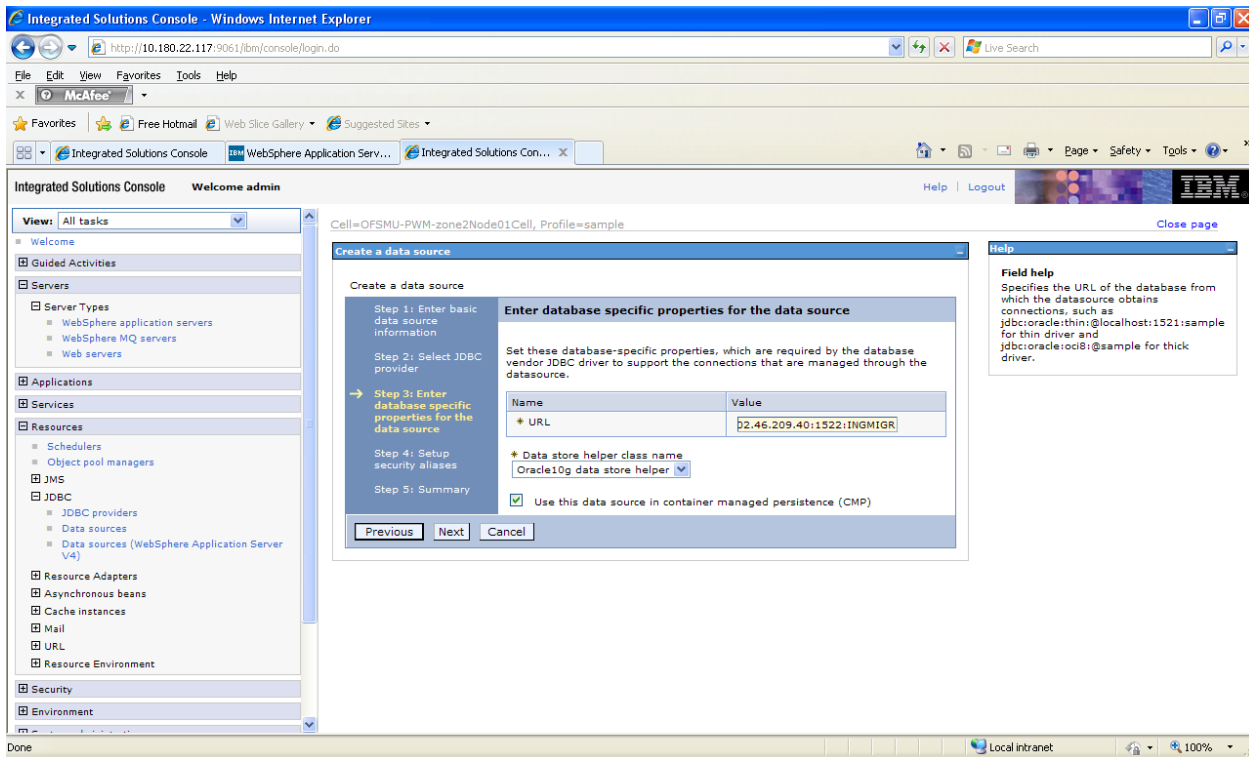 Integrated Solutions Console - Windows Internet Explorer
http://10.180.22.117:9061/ibm/console/login.do
Live Search
File Edit View Favorites Tools Help
McAfee
Favorites Free Hotmail Web Slice Gallery Suggested Sites
Integrated Solutions Console WebSphere Application Serv... Integrated Solutions Con... X
Page Safety Tools
Integrated Solutions Console Welcome admin
Help | Logout
IBM
View: All tasks
Welcome
Guided Activities
Servers
Server Types
WebSphere application servers
WebSphere MQ servers
Web servers
Applications
Services
Resources
Schedulers
Object pool managers
JMS
JDBC
JDBC providers
Data sources
Data sources (WebSphere Application Server
V4)
Resource Adapters
Asynchronous beans
Cache instances
Mail
URL
Resource Environment
Security
Environment
Cell=OFSMU-PWM-zone2Node01Cell, Profile=sample
Close page
Create a data source
Create a data source
Step 1: Enter basic
data source
information
Step 2: Select JDBC
provider
Step 3: Enter
database specific
properties for the
data source
Step 4: Setup
security aliases
Step 5: Summary
Enter database specific properties for the data source
Set these database-specific properties, which are required by the database
vendor JDBC driver to support the connections that are managed through the
datasource.
Name Value
* URL 02.46.209.40:1522:INGMIGR
* Data store helper class name
Oracle10g data store helper
Use this data source in container managed persistence (CMP)
Previous Next Cancel
Help
Field help
Specifies the URL of the database from
which the datasource obtains
connections, such as
jdbc:oracle:thin:@localhost:1521:sample
for thin driver and
jdbc:oracle:oci8:@sample for thick
driver.
Done
Local intranet
100%